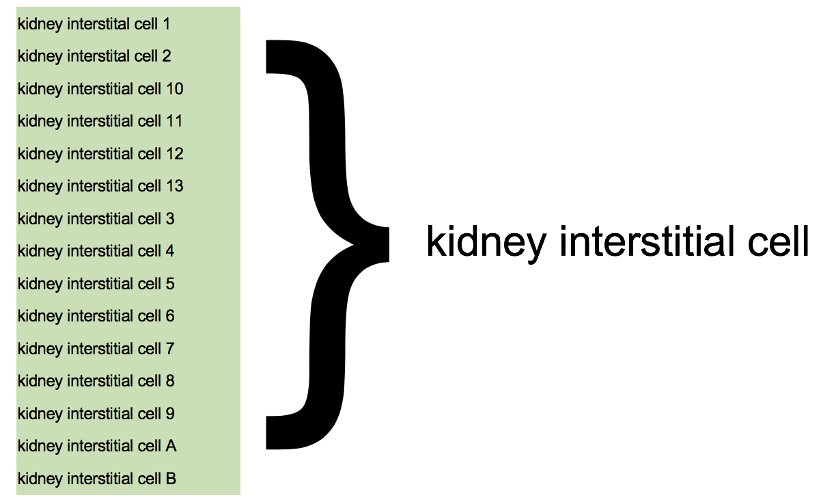 kidney interstital cell 1
kidney interstital cell 2
kidney interstitial cell 10
kidney interstitial cell 11
kidney interstitial cell 12
kidney interstitial cell 13
kidney interstitial cell 3
kidney interstitial cell 4
kidney interstitial cell 5
kidney interstitial cell 6
kidney interstitial cell 7
kidney interstitial cell 8
kidney interstitial cell 9
kidney interstitial cell A
kidney interstitial cell B
kidney interstitial cell